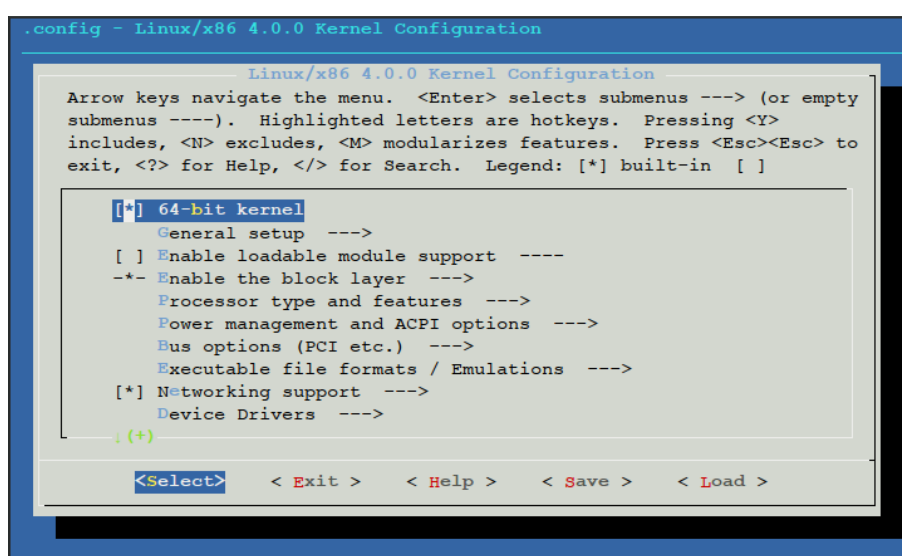 .config - Linux/x86 4.0.0 Kernel Configuration
Linux/x86 4.0.0 Kernel Configuration
Arrow keys navigate the menu.  <Enter> selects submenus ---> (or empty
submenus ----).  Highlighted letters are hotkeys.  Pressing <Y>
includes, <N> excludes, <M> modularizes features.  Press <Esc><Esc> to
exit, <?> for Help, </> for Search.  Legend: [*] built-in  [ ]
[*] 64-bit kernel
General setup  --->
[ ] Enable loadable module support  ----
-*- Enable the block layer  --->
Processor type and features  --->
Power management and ACPI options  --->
Bus options (PCI etc.)  --->
Executable file formats / Emulations  --->
[*] Networking support  --->
Device Drivers  --->
↓(+)
<Select>    < Exit >    < Help >    < Save >    < Load >